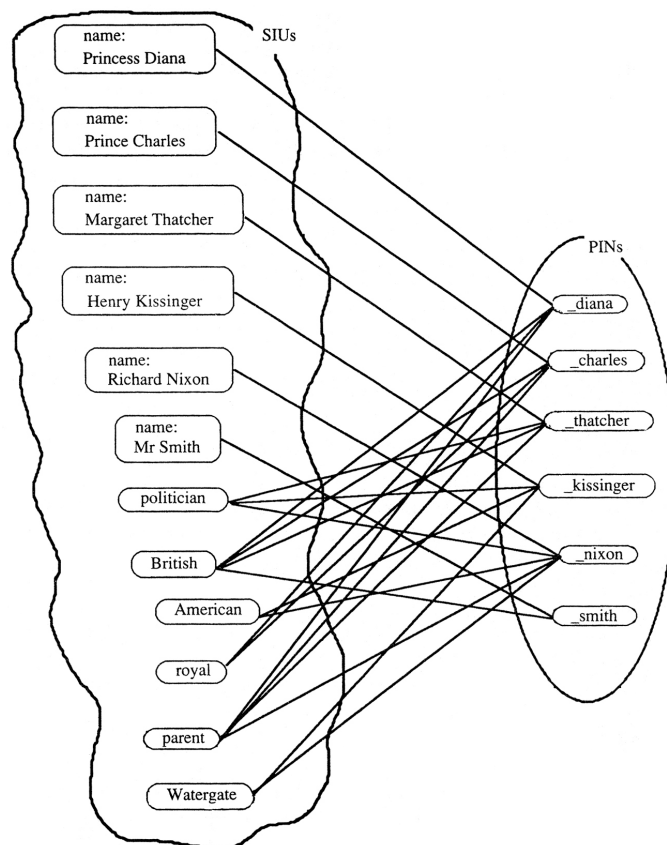 SIUs
name:
Princess Diana
name:
Prince Charles
name:
Margaret Thatcher
name:
Henry Kissinger
name:
Richard Nixon
name:
Mr Smith
politician
British
American
royal
parent
Watergate
PINs
_diana
_charles
_thatcher
_kissinger
_nixon
_smith